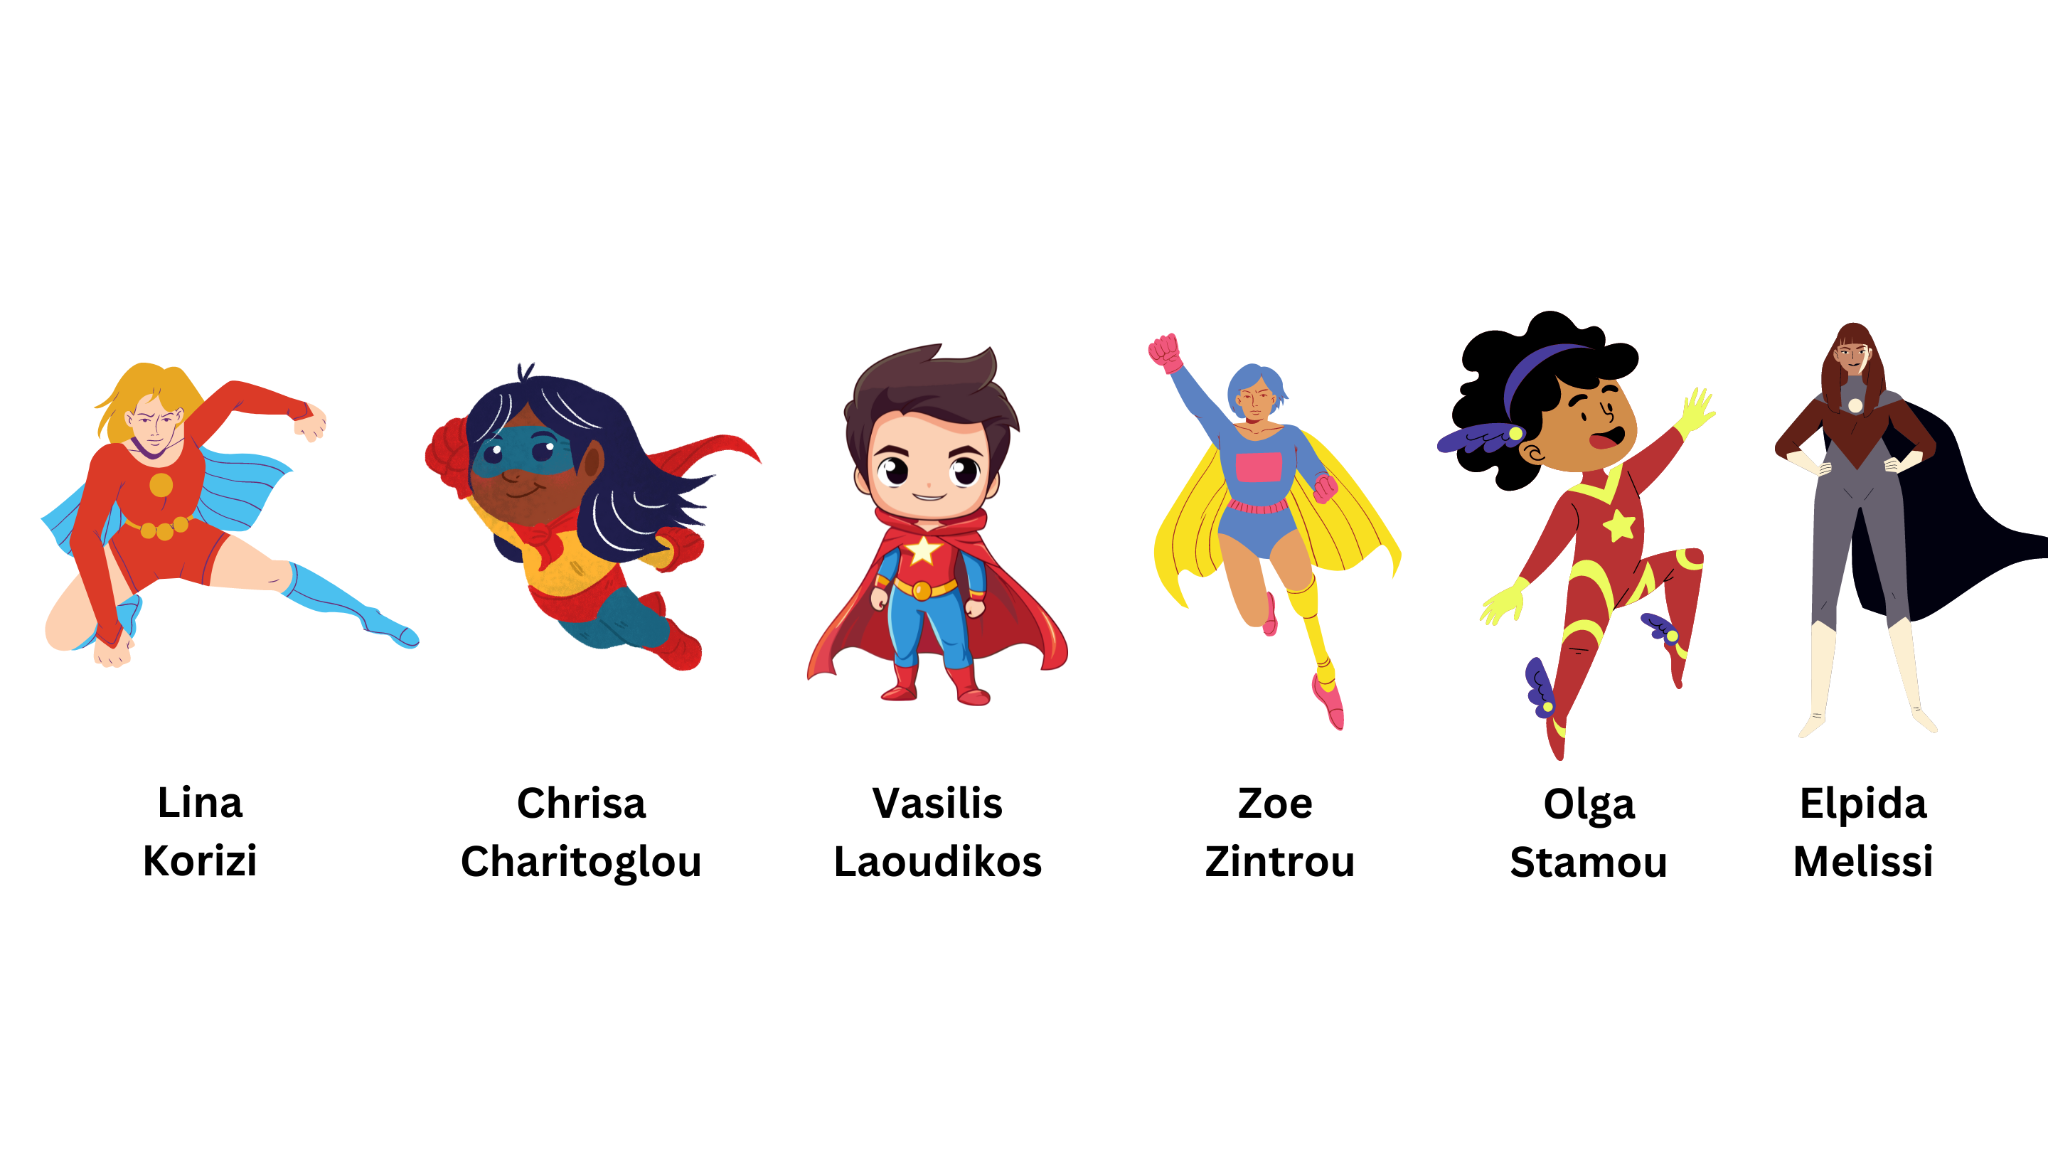 Lina
Korizi
Chrisa
Charitoglou
Vasilis
Laoudikos
Zoe
Zintrou
Olga
Stamou
Elpida
Melissi